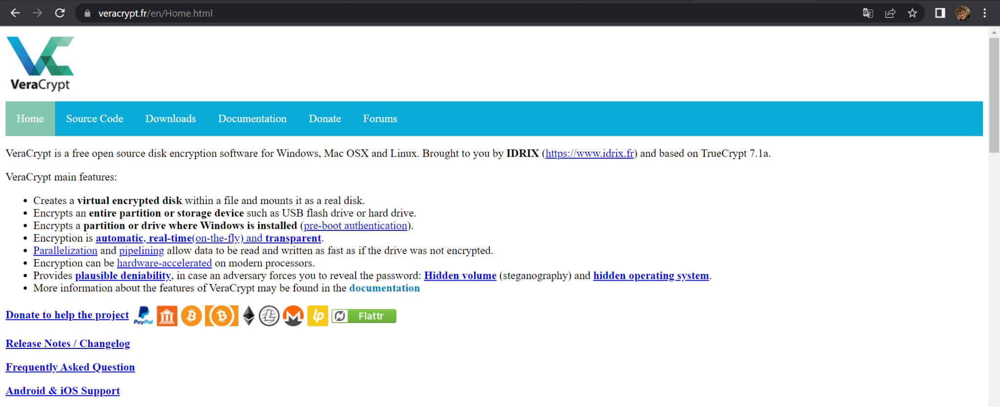 veracrypt.fr/en/Home.html
VeraCrypt
Home Source Code Downloads Documentation Donate Forums
VeraCrypt is a free open source disk encryption software for Windows, Mac OSX and Linux. Brought to you by IDRIX (https://www.idrix.fr) and based on TrueCrypt 7.1a.
VeraCrypt main features:
• Creates a virtual encrypted disk within a file and mounts it as a real disk.
• Encrypts an entire partition or storage device such as USB flash drive or hard drive.
• Encrypts a partition or drive where Windows is installed (pre-boot authentication).
• Encryption is automatic, real-time(on-the-fly) and transparent.
• Parallelization and pipelining allow data to be read and written as fast as if the drive was not encrypted.
• Encryption can be hardware-accelerated on modern processors.
• Provides plausible deniability, in case an adversary forces you to reveal the password: Hidden volume (steganography) and hidden operating system.
• More information about the features of VeraCrypt may be found in the documentation
Donate to help the project PayPal lp Flattr
Release Notes / Changelog
Frequently Asked Question
Android & iOS Support